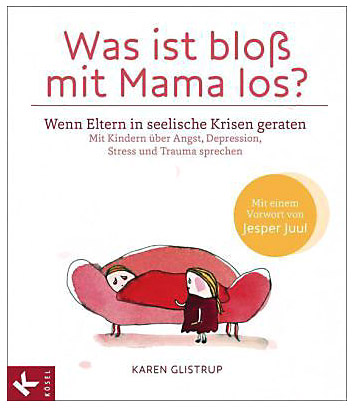 Was ist bloß
mit Mama los?
Wenn Eltern in seelische Krisen geraten
Mit Kindern über Angst, Depression,
Stress und Trauma sprechen
Mit einem
Vorwort von
Jesper Juul
KAREN GLISTRUP
KÖSEL